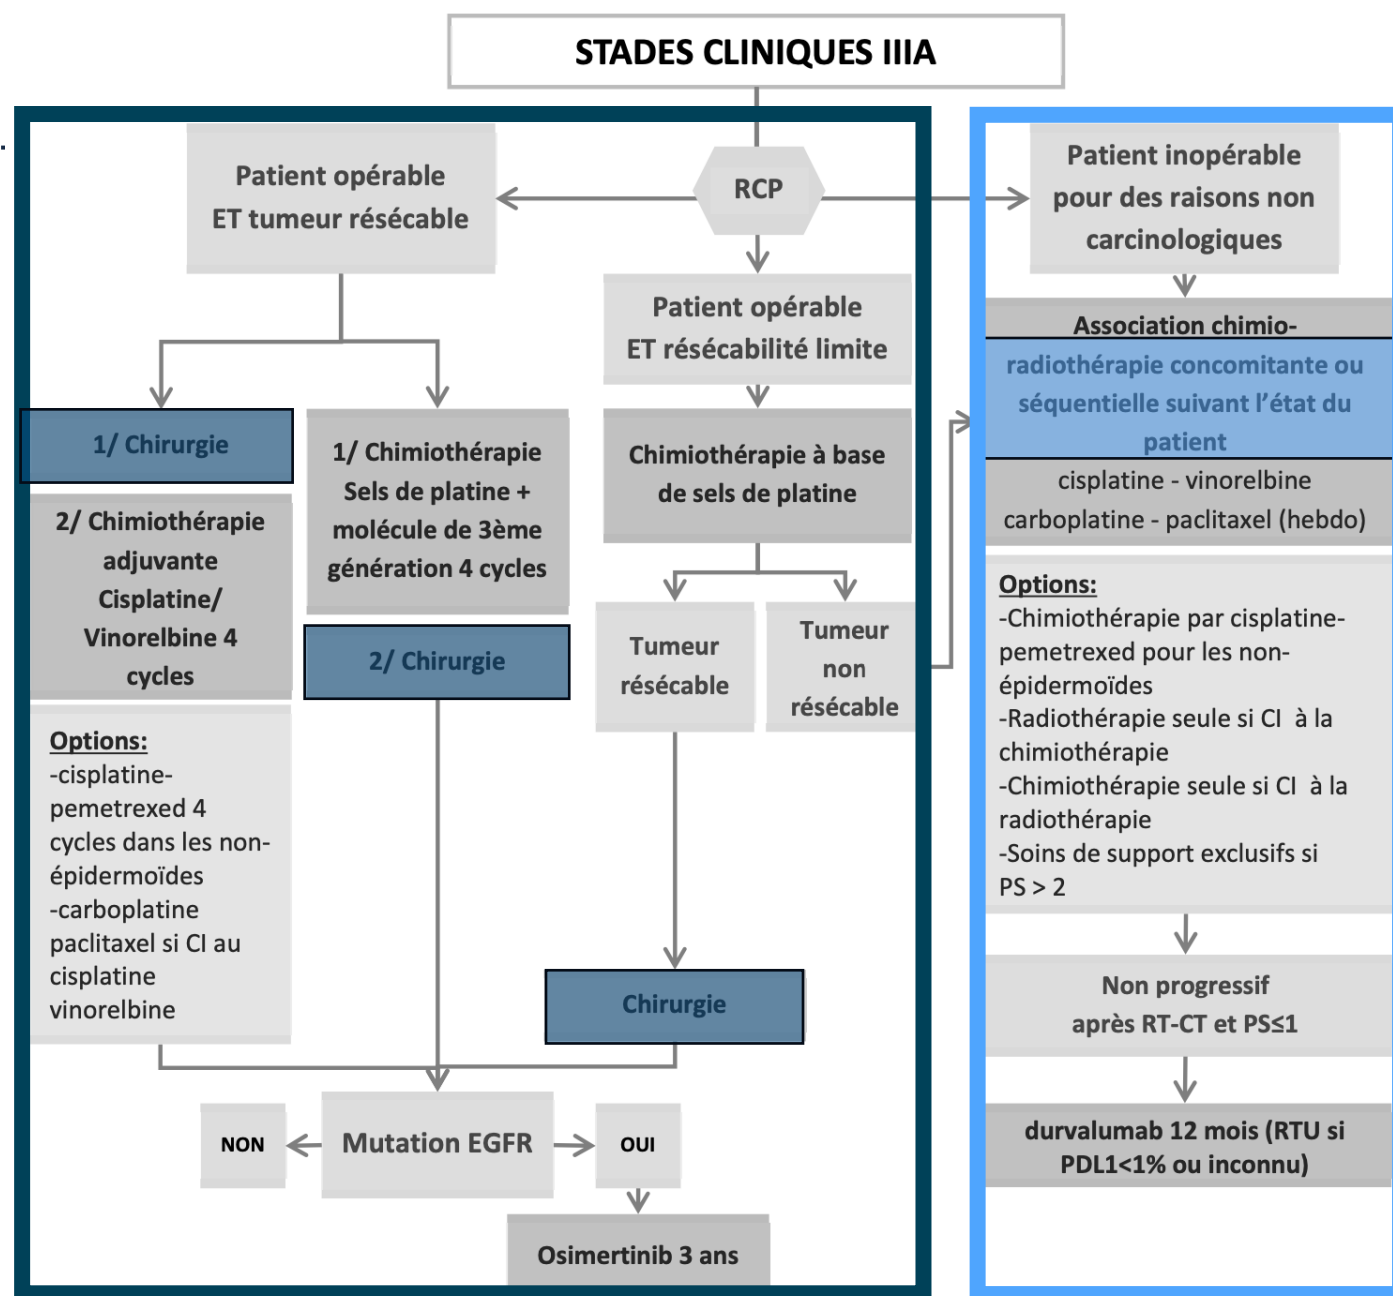 STADES CLINIQUES IIIA
.
Patient opérable
ET tumeur résécable
RCP
Patient inopérable
pour des raisons non
carcinologiques
Patient opérable
ET résécabilité limite
1/ Chirurgie
2/ Chimiothérapie
adjuvante
Cisplatine/
Vinorelbine 4
cycles
Options:
-cisplatine-
pemetrexed 4
cycles dans les non-
épidermoïdes
-carboplatine
paclitaxel si CI au
cisplatine
vinorelbine
1/ Chimiothérapie
Sels de platine +
molécule de 3ème
génération 4 cycles
2/ Chirurgie
Chimiothérapie à base
de sels de platine
Tumeur
résécable
Tumeur
non
résécable
Chirurgie
Mutation EGFR
NON
OUI
Osimertinib 3 ans
Association chimio-
radiothérapie concomitante ou
séquentielle suivant l'état du
patient
cisplatine - vinorelbine
carboplatine - paclitaxel (hebdo)
Options:
-Chimiothérapie par cisplatine-
pemetrexed pour les non-
épidermoïdes
-Radiothérapie seule si CI à la
chimiothérapie
-Chimiothérapie seule si CI à la
radiothérapie
-Soins de support exclusifs si
PS > 2
Non progressif
après RT-CT et PS≤1
durvalumab 12 mois (RTU si
PDL1<1% ou inconnu)